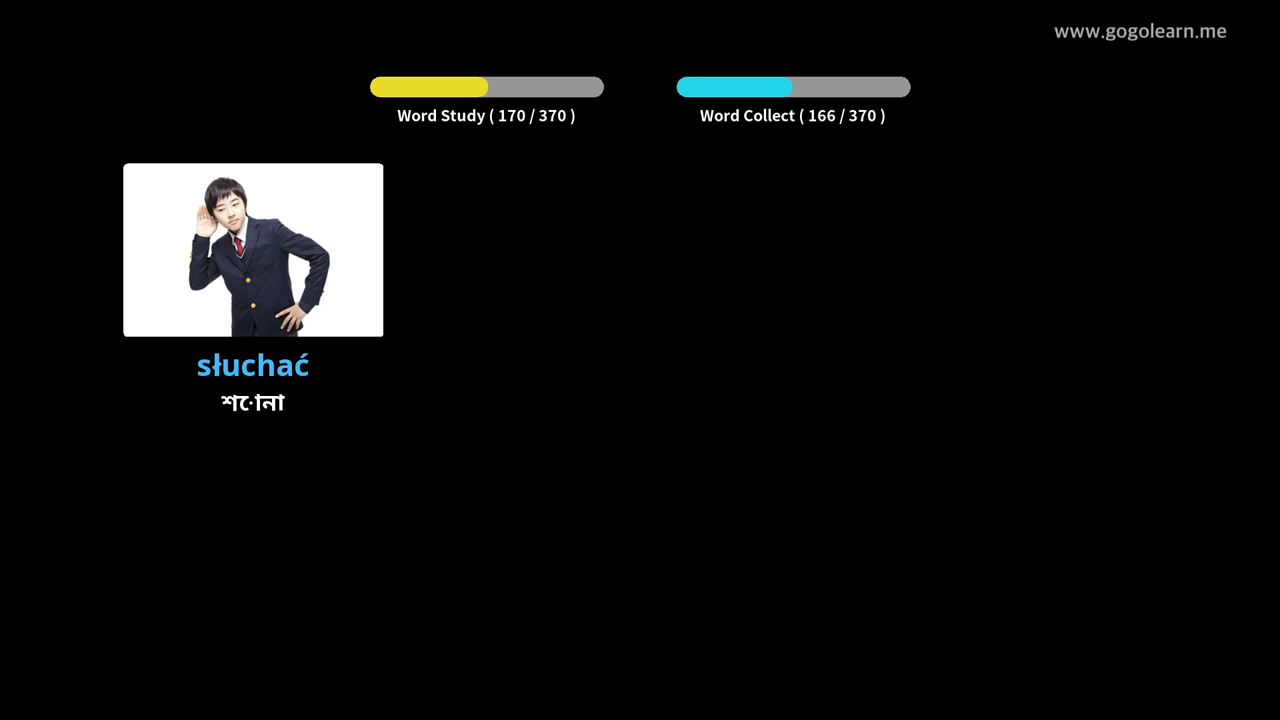 www.gogolearn.me
Word Study ( 170 / 370 )
Word Collect ( 166 / 370 )
słuchać
শোনা